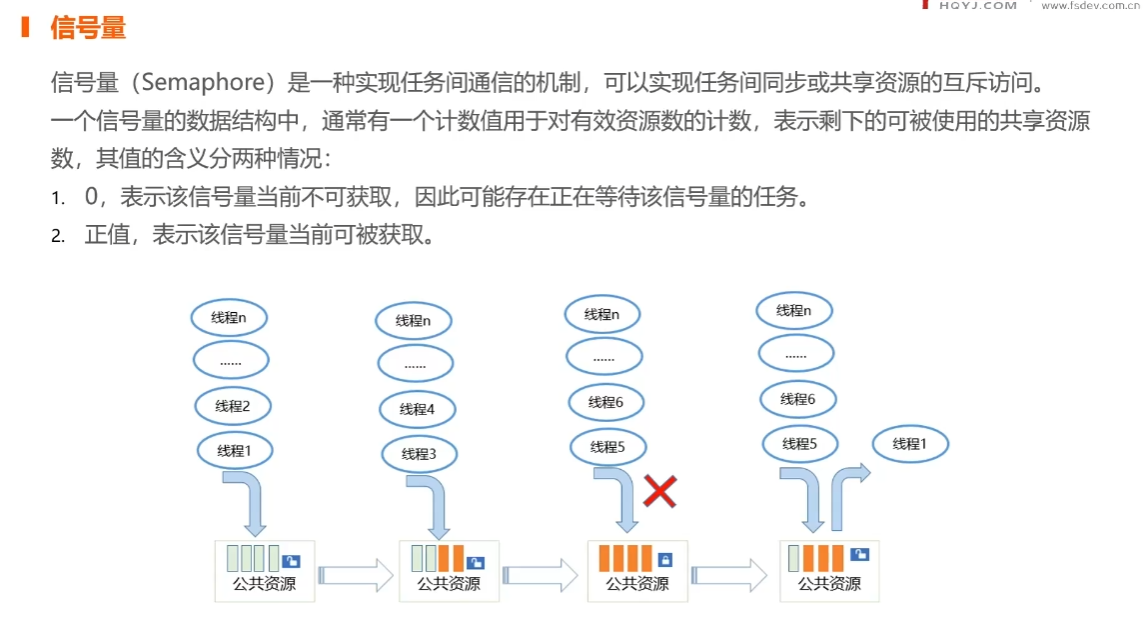 HQYJ.COM www.fsdev.com.cn
信号量
信号量（Semaphore）是一种实现任务间通信的机制，可以实现任务间同步或共享资源的互斥访问。
一个信号量的数据结构中，通常有一个计数值用于对有效资源数的计数，表示剩下的可被使用的共享资源
数，其值的含义分两种情况：
1. 0，表示该信号量当前不可获取，因此可能存在正在等待该信号量的任务。
2. 正值，表示该信号量当前可被获取。
线程n
......
线程2
线程1
公共资源
线程n
......
线程4
线程3
公共资源
线程n
......
线程6
线程5
公共资源
线程n
......
线程6
线程5
线程1
公共资源